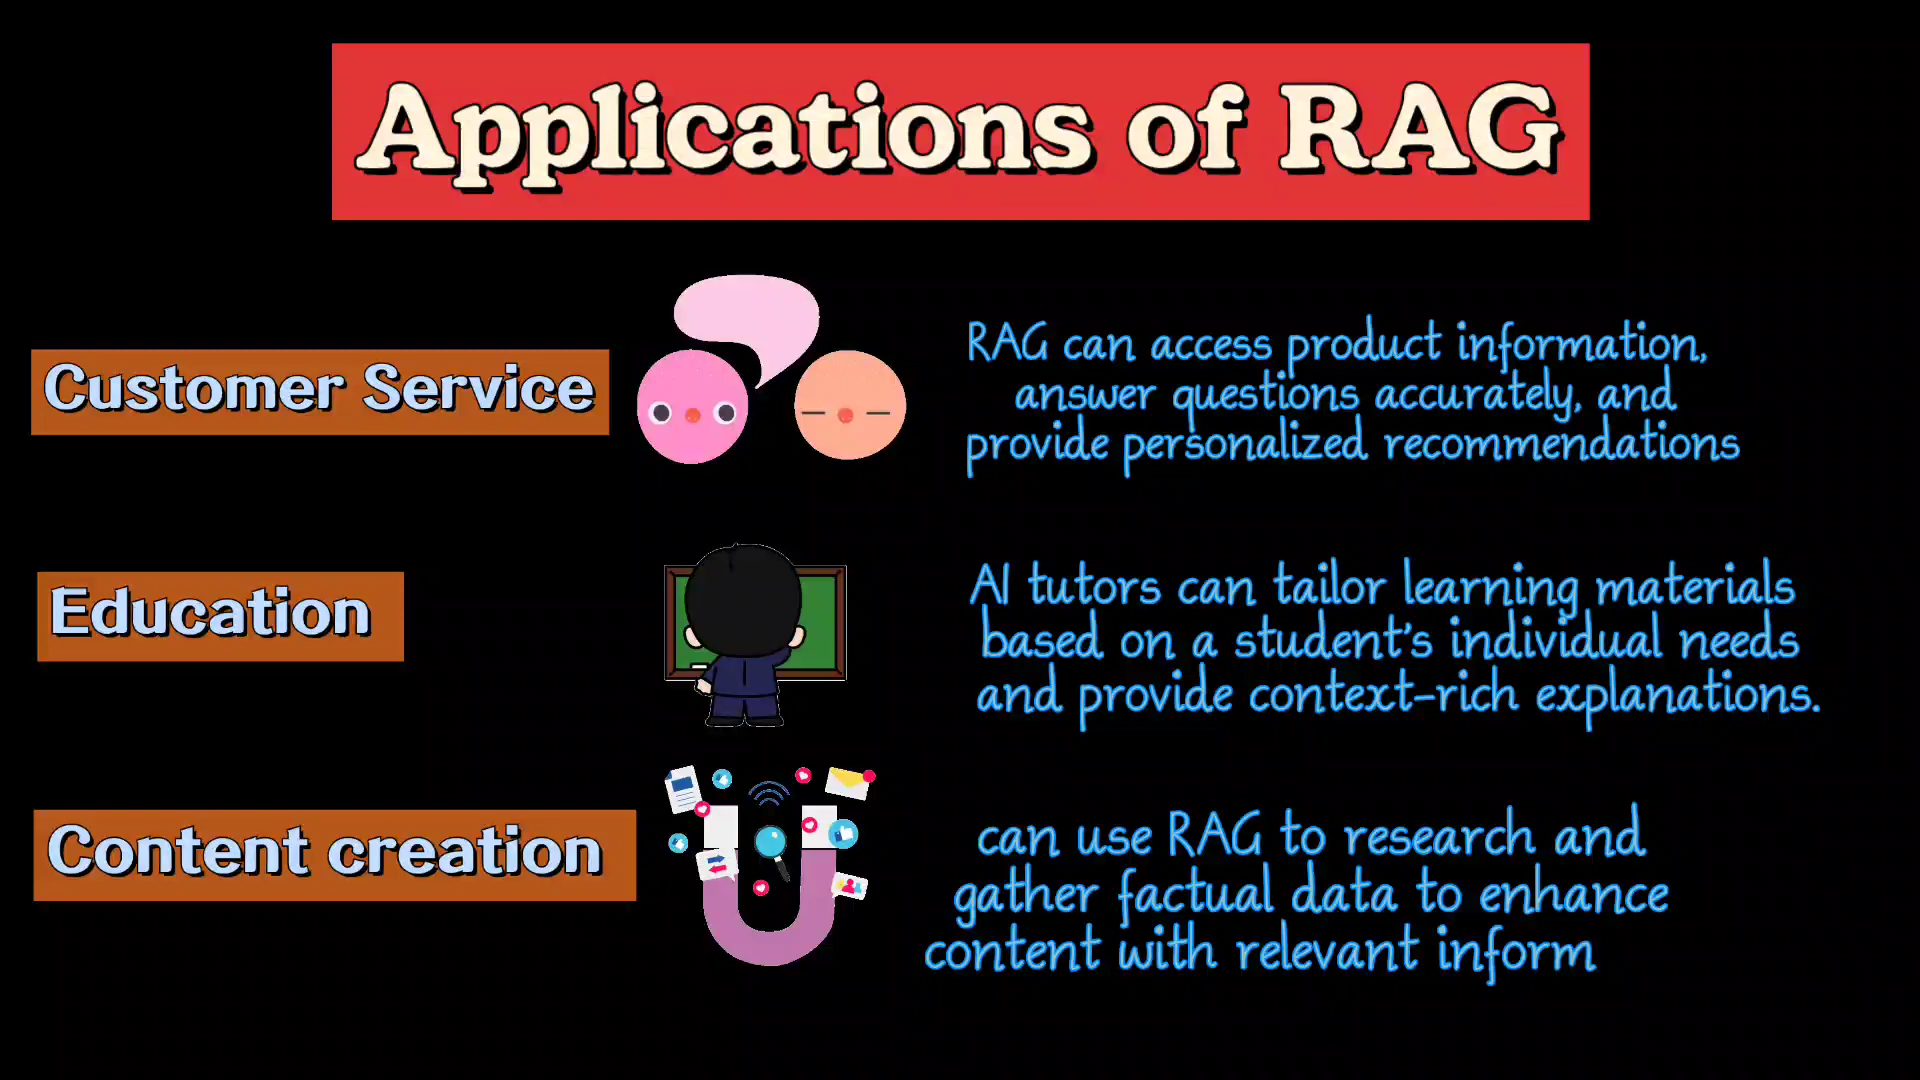 Applications of RAG
Customer Service
RAG can access product information,
answer questions accurately, and
provide personalized recommendations
Education
AI tutors can tailor learning materials
based on a student's individual needs
and provide context-rich explanations.
Content creation
can use RAG to research and
gather factual data to enhance
content with relevant inform